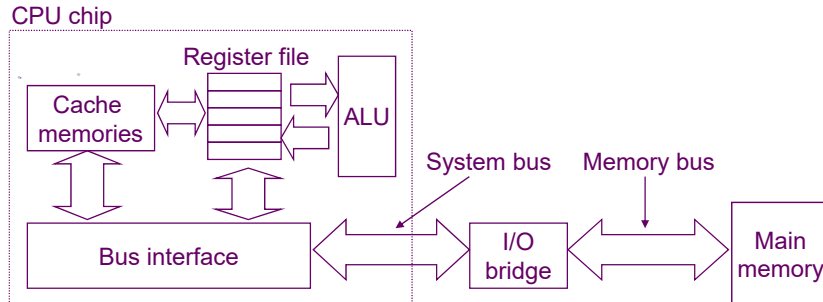 CPU chip
Register file
Cache
memories
ALU
System bus
Memory bus
Bus interface
I/O
bridge
Main
memory